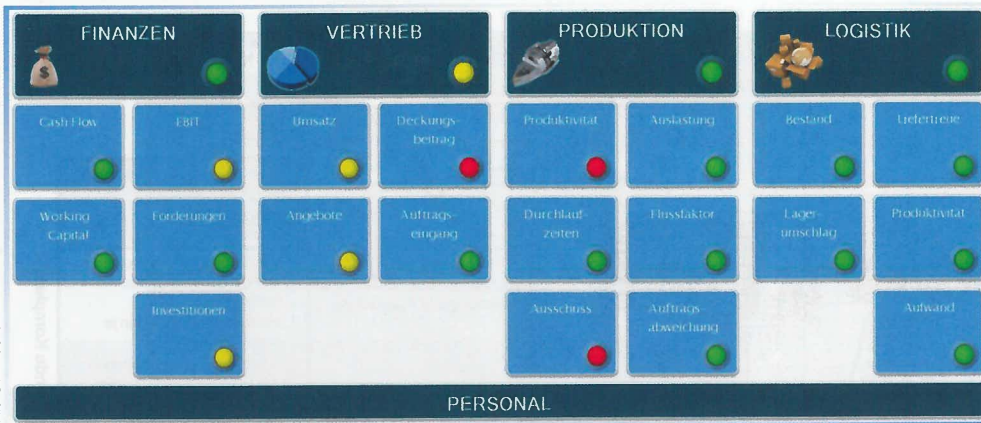 FINANZEN
VERTRIEB
PRODUKTION
LOGISTIK
Cash Flow
EBIT
Umsatz
Deckungs-
beitrag
Produktivität
Auslastung
Bestand
Liefertreue
Working
Capital
Forderungen
Angebote
Auftrags-
eingang
Durchlauf-
zeiten
Flussfaktor
Lager-
umschlag
Produktivität
Investitionen
Ausschuss
Auftrags-
abweichung
Aufwand
PERSONAL